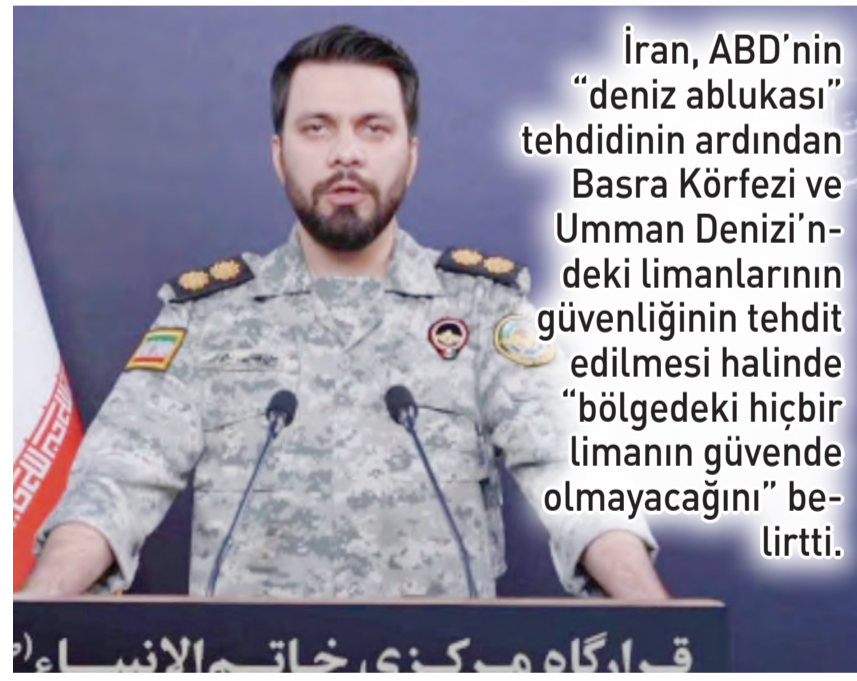 İran, ABD’nin
“deniz ablukası”
tehdidinin ardından
Basra Körfezi ve
Umman Denizi’n-
deki limanlarının
güvenliğinin tehdit
edilmesi halinde
“bölgedeki hiçbir
limanın güvende
olmayacağını” be-
lirtti.
قرارگاه مرکزی خاتم‌الانبیاء(ص